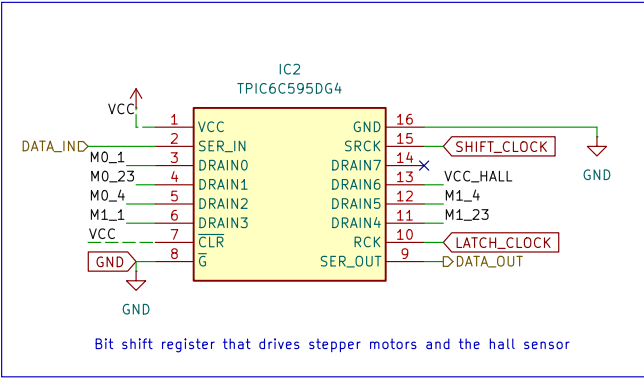 IC2
TPIC6C595DG4
VCC
1 VCC GND 16
DATA_IN 2 SER_IN SRCK 15 SHIFT_CLOCK
M0_1 3 DRAIN0 DRAIN7 14
M0_23 4 DRAIN1 DRAIN6 13 VCC_HALL
M0_4 5 DRAIN2 DRAIN5 12 M1_4
M1_1 6 DRAIN3 DRAIN4 11 M1_23
VCC 7 CLR RCK 10 LATCH_CLOCK
GND 8 G SER_OUT 9 DATA_OUT
GND
GND
Bit shift register that drives stepper motors and the hall sensor